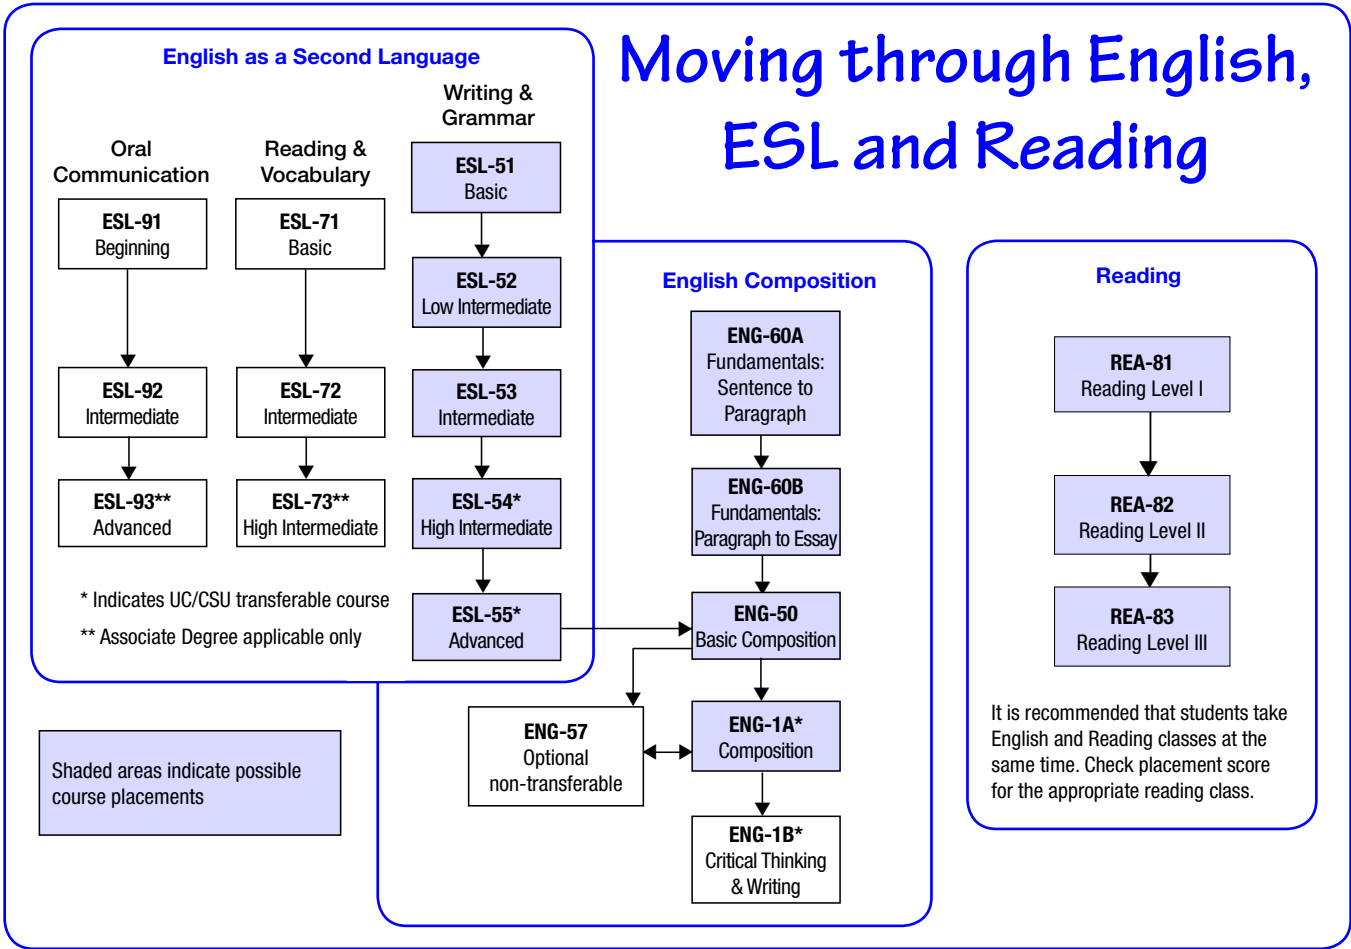 Moving through English,
ESL and Reading
English as a Second Language
Oral
Communication
ESL-91
Beginning
ESL-92
Intermediate
ESL-93**
Advanced
Reading &
Vocabulary
ESL-71
Basic
ESL-72
Intermediate
ESL-73**
High Intermediate
Writing &
Grammar
ESL-51
Basic
ESL-52
Low Intermediate
ESL-53
Intermediate
ESL-54*
High Intermediate
ESL-55*
Advanced
* Indicates UC/CSU transferable course
** Associate Degree applicable only
Shaded areas indicate possible
course placements
English Composition
ENG-60A
Fundamentals:
Sentence to
Paragraph
ENG-60B
Fundamentals:
Paragraph to Essay
ENG-50
Basic Composition
ENG-57
Optional
non-transferable
ENG-1A*
Composition
ENG-1B*
Critical Thinking
& Writing
Reading
REA-81
Reading Level I
REA-82
Reading Level II
REA-83
Reading Level III
It is recommended that students take
English and Reading classes at the
same time. Check placement score
for the appropriate reading class.